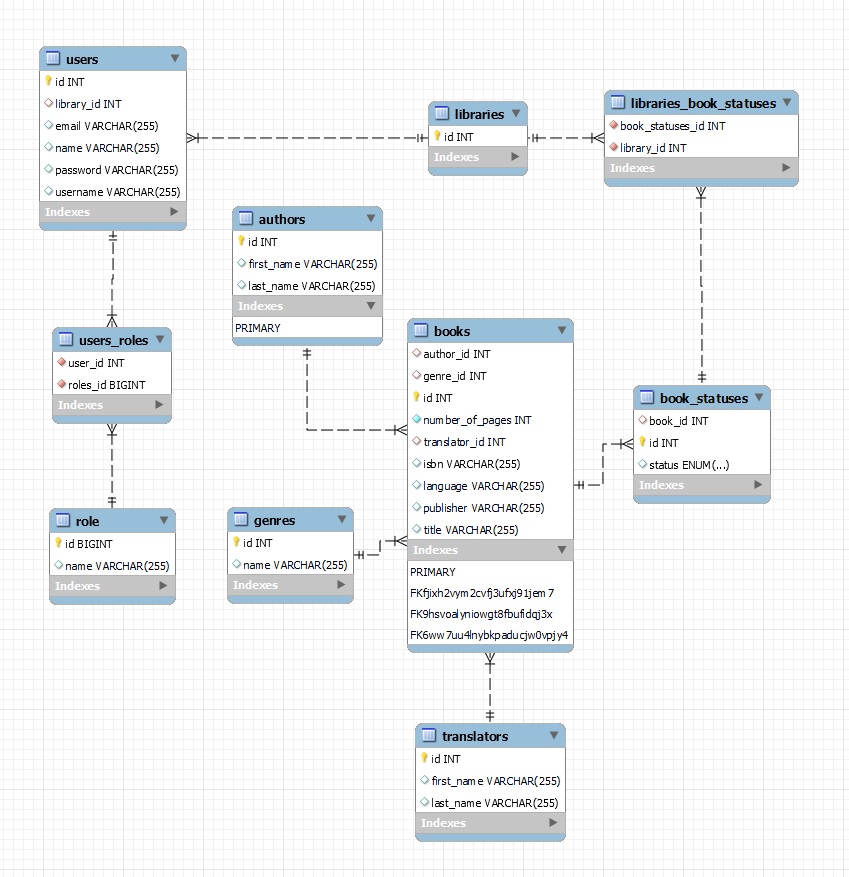 users
id INT
library_id INT
email VARCHAR(255)
name VARCHAR(255)
password VARCHAR(255)
username VARCHAR(255)
Indexes
libraries
id INT
Indexes
libraries_book_statuses
book_statuses_id INT
library_id INT
Indexes
authors
id INT
first_name VARCHAR(255)
last_name VARCHAR(255)
Indexes
PRIMARY
users_roles
user_id INT
roles_id BIGINT
Indexes
books
author_id INT
genre_id INT
id INT
number_of_pages INT
translator_id INT
isbn VARCHAR(255)
language VARCHAR(255)
publisher VARCHAR(255)
title VARCHAR(255)
Indexes
PRIMARY
FKfjixh2vym2cvfj3ufxj91jem7
FK9hsvoalyniowgt8fbufidqj3x
FK6ww7uu4lnybkpaducjw0vpjy4
book_statuses
book_id INT
id INT
status ENUM(...)
Indexes
role
id BIGINT
name VARCHAR(255)
Indexes
genres
id INT
name VARCHAR(255)
Indexes
translators
id INT
first_name VARCHAR(255)
last_name VARCHAR(255)
Indexes